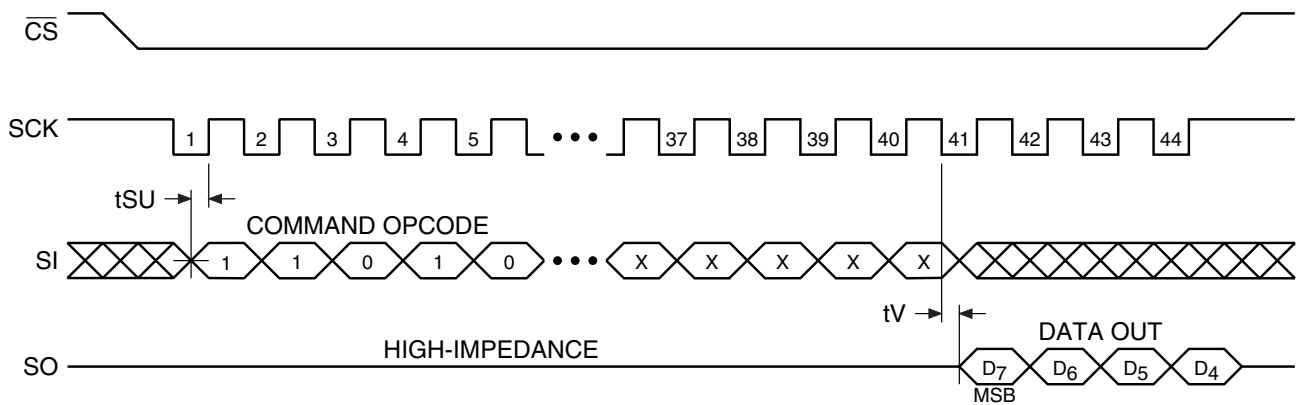 CS
SCK 1 2 3 4 5 ••• 37 38 39 40 41 42 43 44
tSU
COMMAND OPCODE
SI 1 1 0 1 0 ••• X X X X X
tV
DATA OUT
HIGH-IMPEDANCE
SO D7 D6 D5 D4
MSB